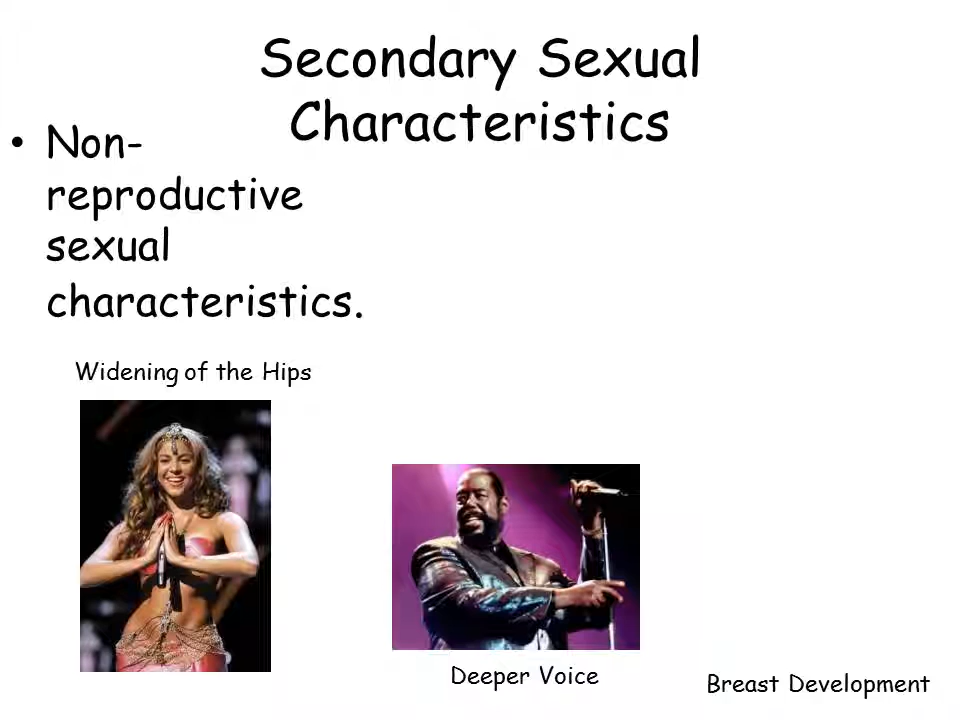 Secondary Sexual
Characteristics
• Non-
reproductive
sexual
characteristics.
Widening of the Hips
Deeper Voice
Breast Development